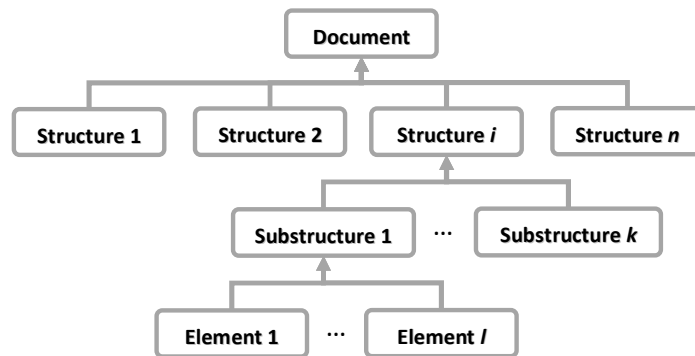 Document
Structure 1 Structure 2 Structure i Structure n
Substructure 1 ... Substructure k
Element 1 ... Element l